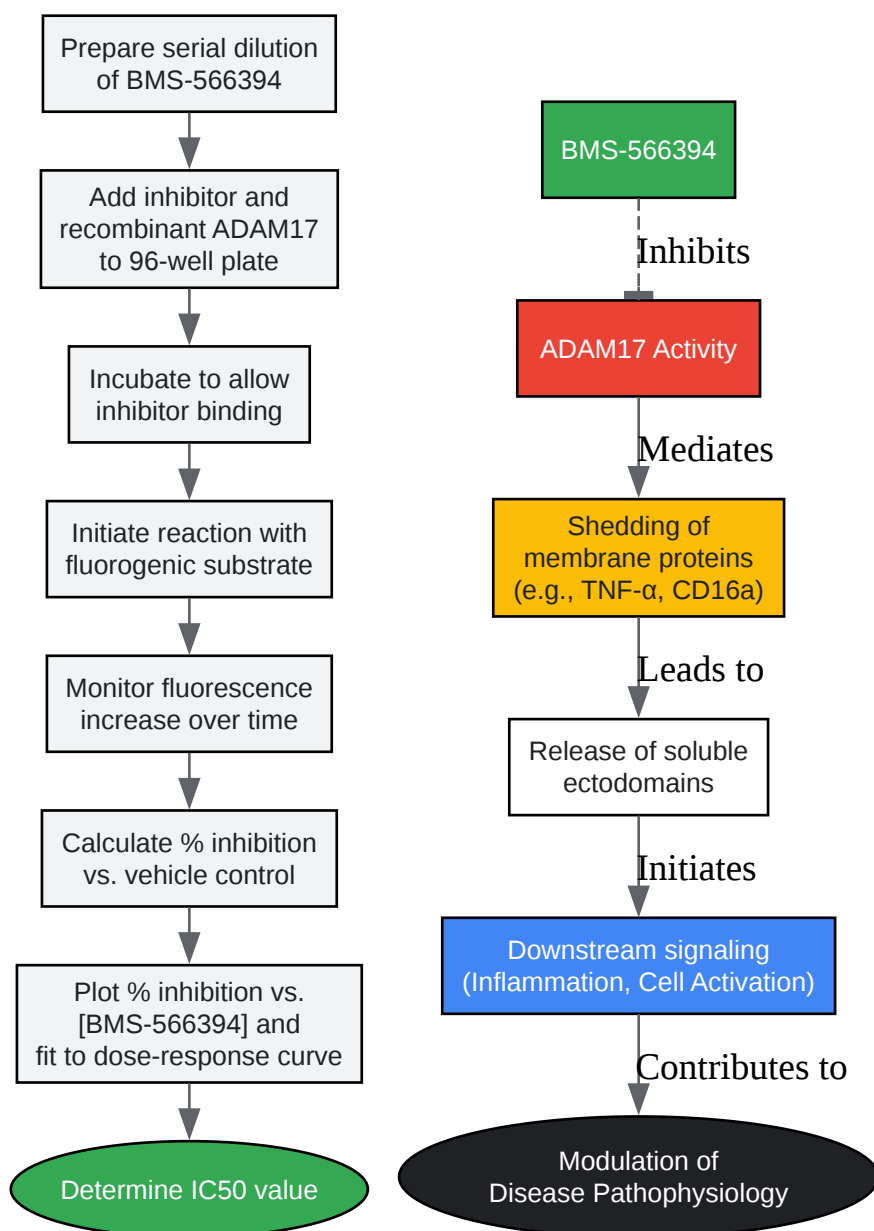 Prepare serial dilution
of BMS-566394
Add inhibitor and
recombinant ADAM17
to 96-well plate
Incubate to allow
inhibitor binding
Initiate reaction with
fluorogenic substrate
Monitor fluorescence
increase over time
Calculate % inhibition
vs. vehicle control
Plot % inhibition vs.
[BMS-566394] and
fit to dose-response curve
Determine IC50 value
BMS-566394
Inhibits
ADAM17 Activity
Mediates
Shedding of
membrane proteins
(e.g., TNF-α, CD16a)
Leads to
Release of soluble
ectodomains
Initiates
Downstream signaling
(Inflammation, Cell Activation)
Contributes to
Modulation of
Disease Pathophysiology